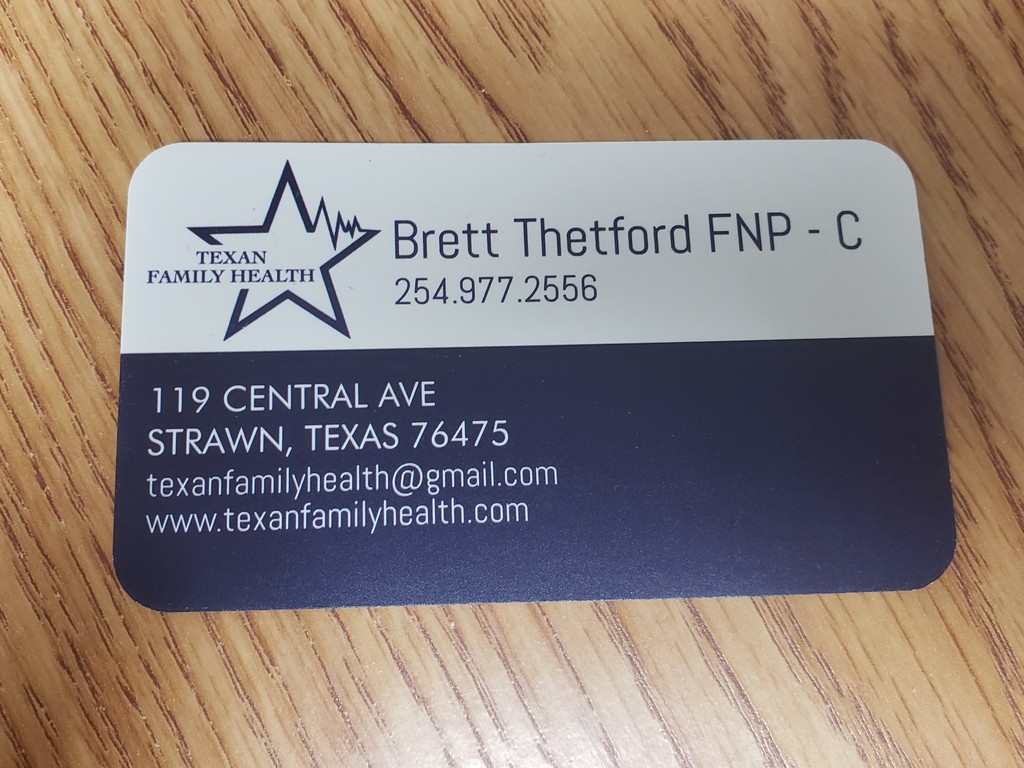 TEXAN
FAMILY HEALTH
Brett Thetford FNP - C
254.977.2556
119 CENTRAL AVE
STRAWN, TEXAS 76475
texanfamilyhealth@gmail.com
www.texanfamilyhealth.com